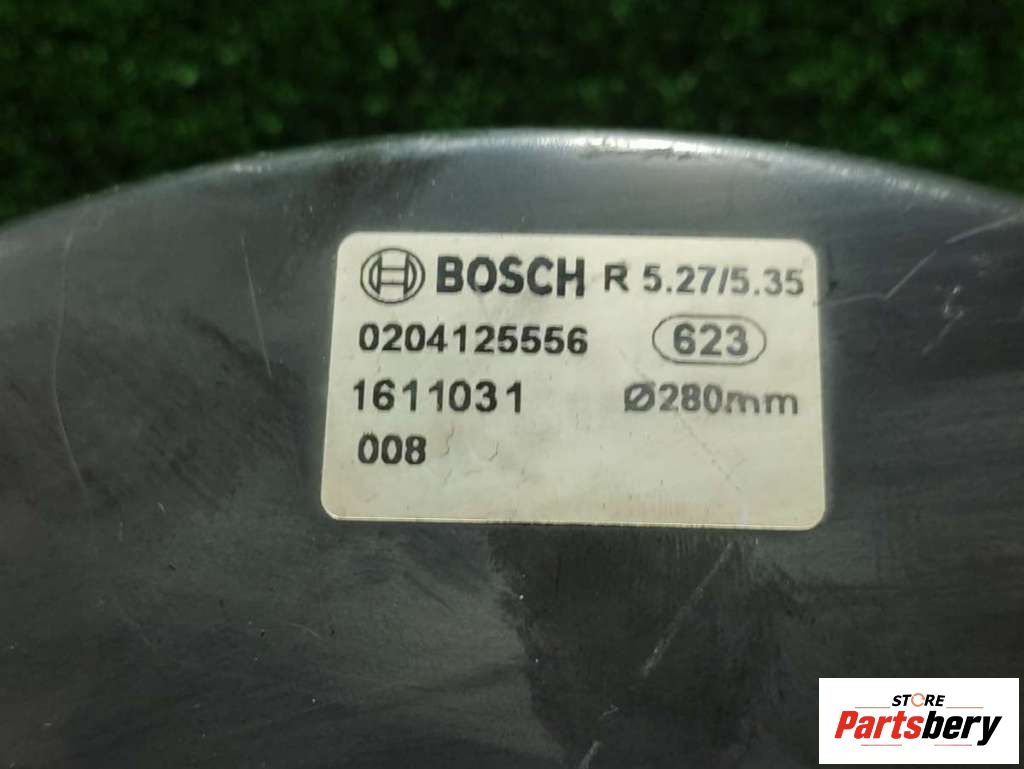 BOSCH R 5.27/5.35
0204125556 623
1611031 Ø280mm
008
STORE
Partsbery